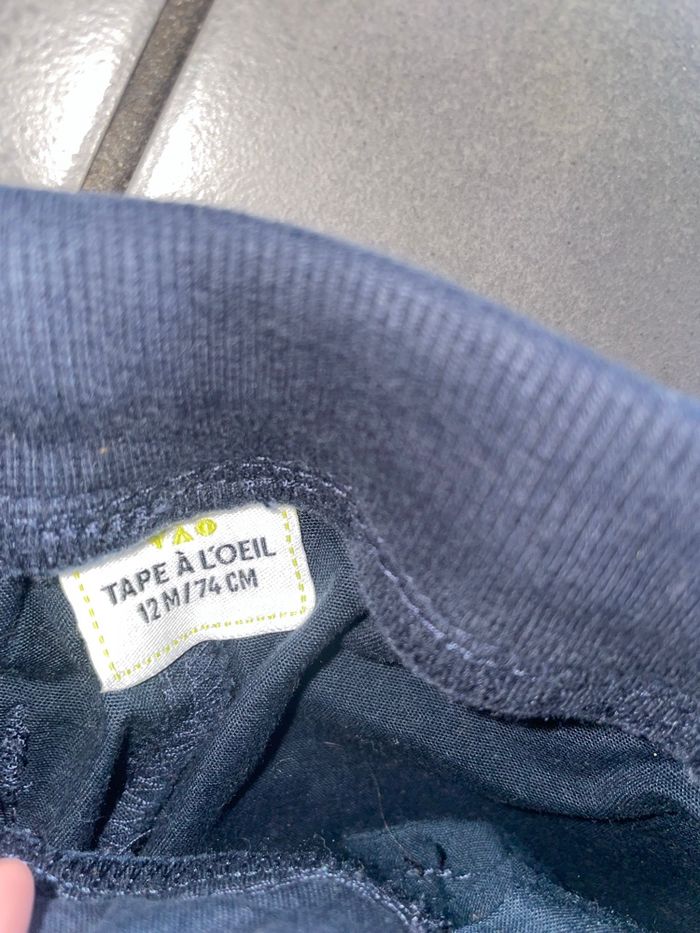 TAO
TAPE À L'OEIL
12 M/74 CM